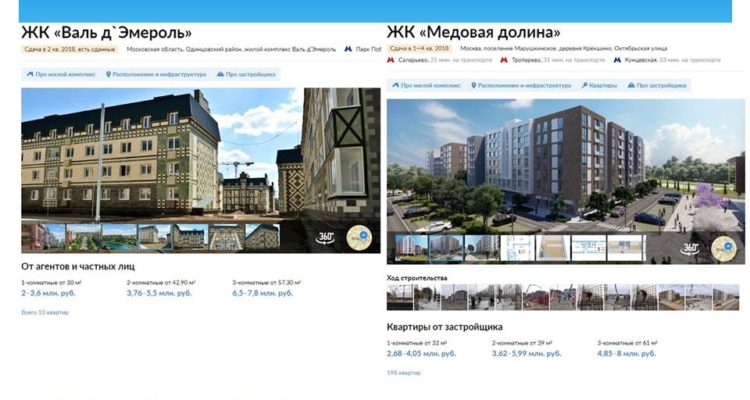 ЖК «Валь д`Эмероль»
Сдача в 2 кв. 2018, есть сданные
Московская область, Одинцовский район, жилой комплекс Валь д'Эмероль
Парк Поб
Про жилой комплекс
Расположение и инфраструктура
Про застройщика
360°
От агентов и частных лиц
1-комнатные от 30 м²
2-комнатные от 42,90 м²
3-комнатные от 57,30 м²
2–3,6 млн. руб.
3,76–5,5 млн. руб.
6,5–7,8 млн. руб.
Всего 10 квартир
ЖК «Медовая долина»
Сдача в 1—4 кв. 2018
Москва, поселение Марушкинское, деревня Крёкшино, Октябрьская улица
Саларьево, 25 мин. на транспорте
Тропарево, 31 мин. на транспорте
Кунцевская, 33 мин. на транспорте
Про жилой комплекс
Расположение и инфраструктура
Квартиры
Про застройщика
360°
Ход строительства
Квартиры от застройщика
1-комнатные от 32 м²
2-комнатные от 39 м²
3-комнатные от 61 м²
2,68–4,05 млн. руб.
3,62–5,99 млн. руб.
4,85–8 млн. руб.
198 квартир